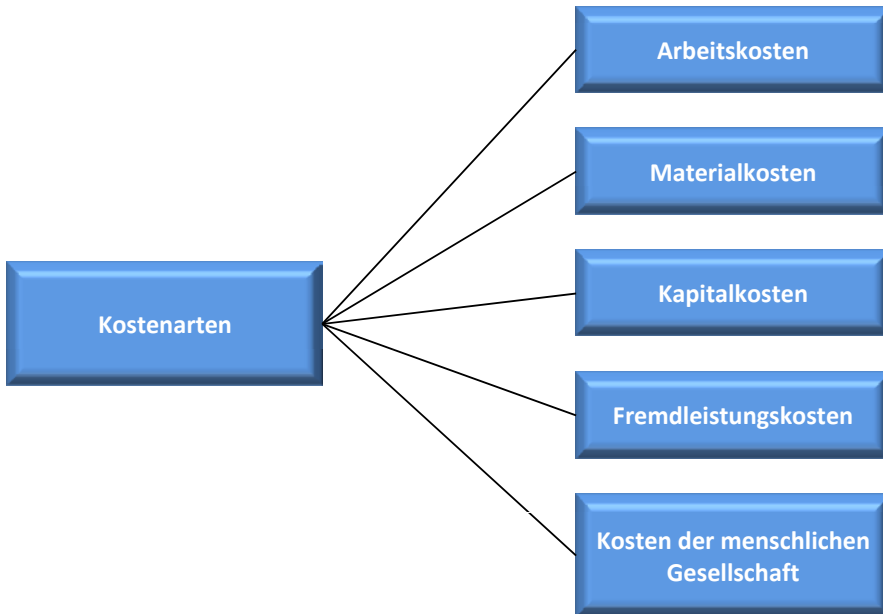 Arbeitskosten
Materialkosten
Kapitalkosten
Kostenarten
Fremdleistungskosten
Kosten der menschlichen
Gesellschaft